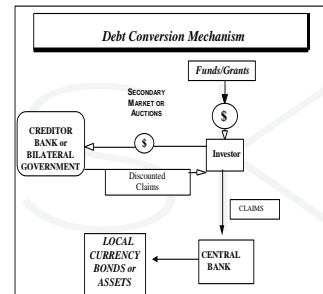 Debt Conversion Mechanism
Funds/Grants
SECONDARY
MARKET OR
AUCTIONS
$
$
CREDITOR
BANK or
BILATERAL
GOVERNMENT
Investor
Discounted
Claims
CLAIMS
LOCAL
CURRENCY
BONDS or
ASSETS
CENTRAL
BANK